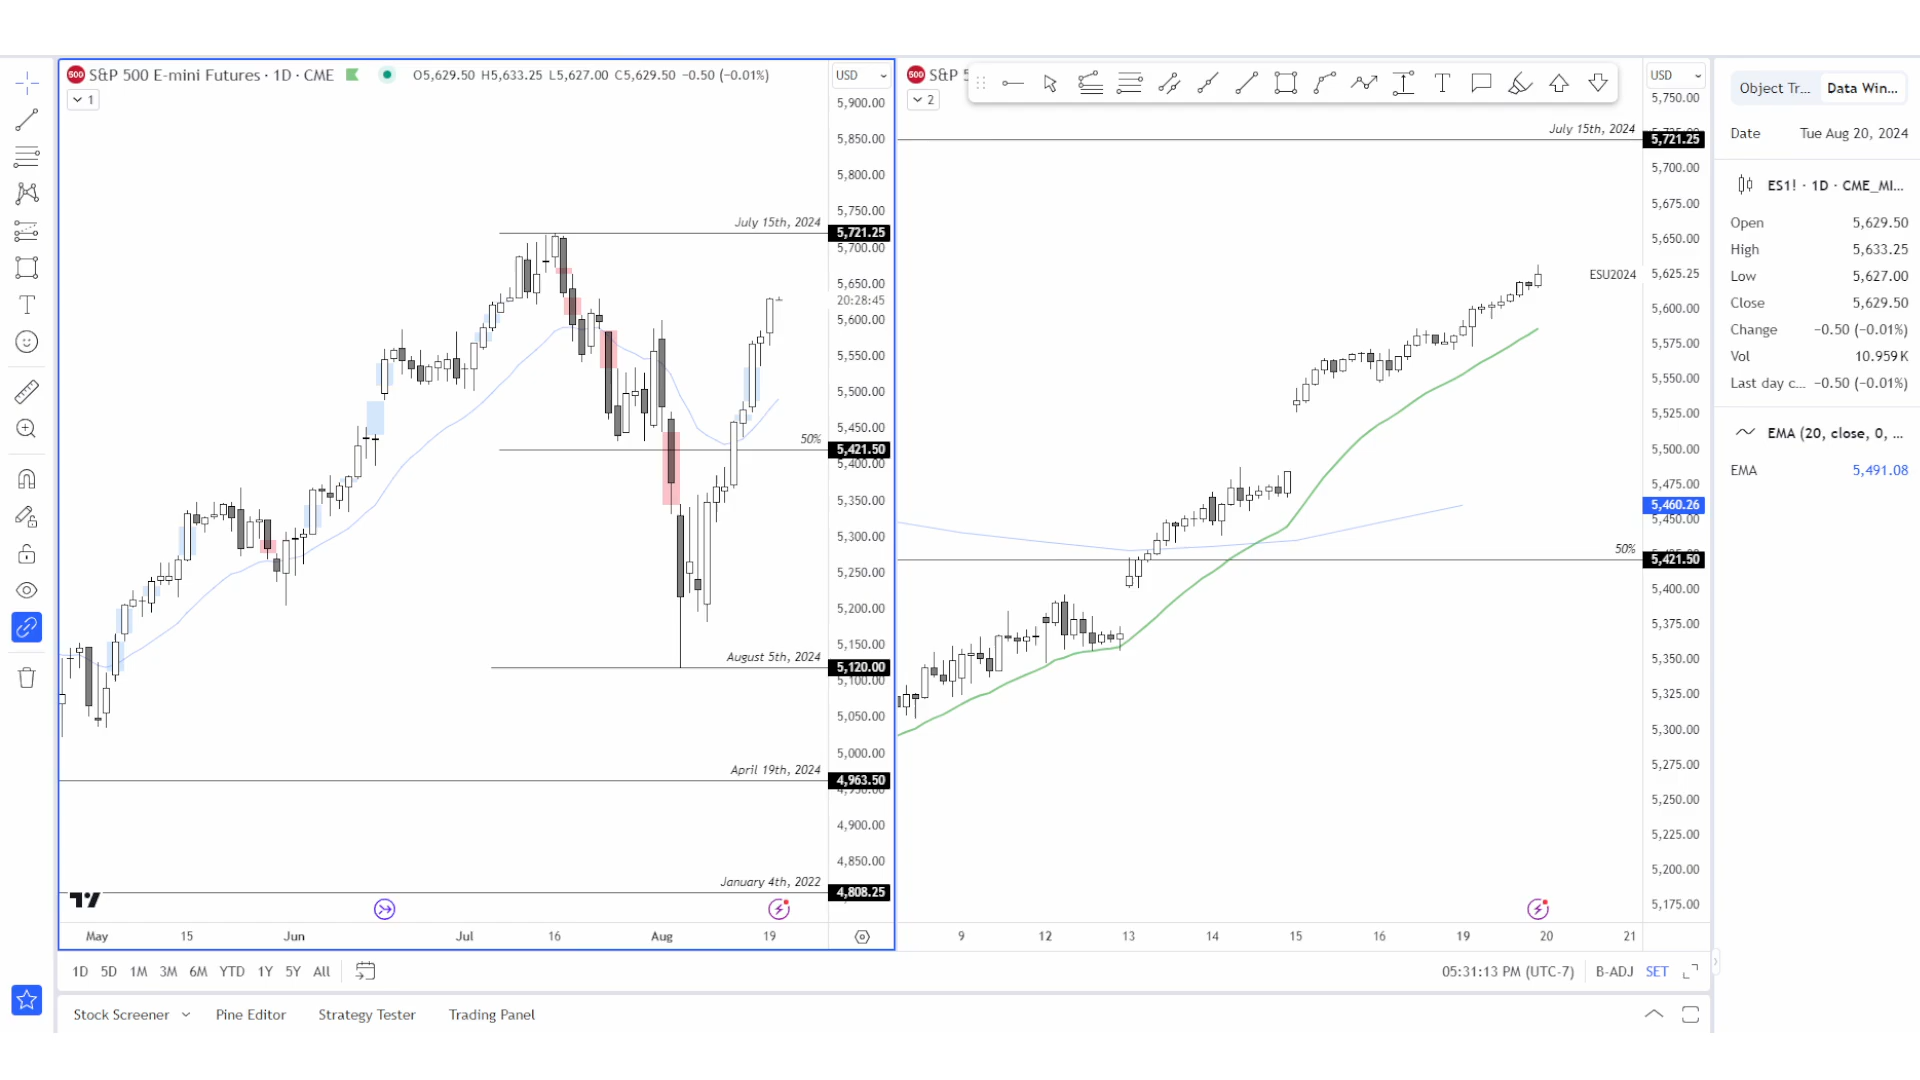 S&P 500 E-mini Futures · 1D · CME O5,629.50 H5,633.25 L5,627.00 C5,629.50 −0.50 (−0.01%)
1
USD
5,900.00
5,850.00
5,800.00
5,750.00
July 15th, 2024
5,721.25
5,700.00
5,650.00
20:28:45
5,600.00
5,550.00
5,500.00
5,450.00
50%
5,421.50
5,400.00
5,350.00
5,300.00
5,250.00
5,200.00
5,150.00
August 5th, 2024
5,120.00
5,100.00
5,050.00
5,000.00
April 19th, 2024
4,963.50
4,950.00
4,900.00
4,850.00
January 4th, 2022
4,808.25
May 15 Jun Jul 16 Aug 19
500 S&P 5
2
USD
5,750.00
July 15th, 2024
5,721.25
5,700.00
5,675.00
5,650.00
ESU2024
5,625.25
5,600.00
5,575.00
5,550.00
5,525.00
5,500.00
5,475.00
5,460.26
5,450.00
50%
5,421.50
5,400.00
5,375.00
5,350.00
5,325.00
5,300.00
5,275.00
5,250.00
5,225.00
5,200.00
5,175.00
9 12 13 14 15 16 19 20 21
Object Tr... Data Win...
Date Tue Aug 20, 2024
ES1! · 1D · CME_MI...
Open 5,629.50
High 5,633.25
Low 5,627.00
Close 5,629.50
Change −0.50 (−0.01%)
Vol 10.959 K
Last day c... −0.50 (−0.01%)
EMA (20, close, 0, ...
EMA 5,491.08
1D 5D 1M 3M 6M YTD 1Y 5Y All
05:31:13 PM (UTC-7) B-ADJ SET
Stock Screener Pine Editor Strategy Tester Trading Panel